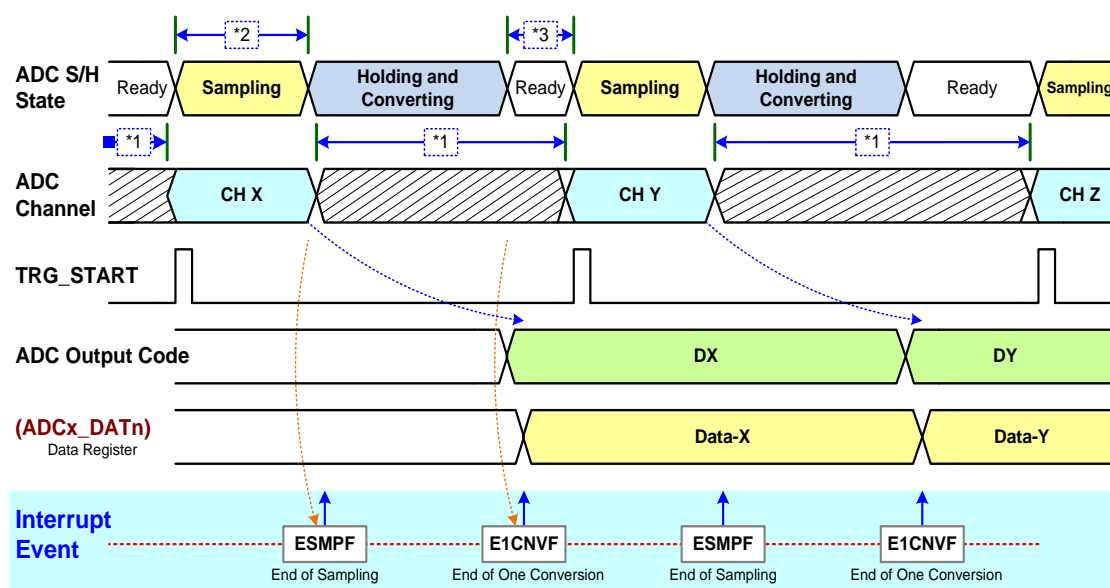 *2
*3
ADC S/H
State
Ready
Sampling
Holding and
Converting
Ready
Sampling
Holding and
Converting
Ready
Sampling
*1
*1
*1
ADC
Channel
CH X
CH Y
CH Z
TRG_START
ADC Output Code
DX
DY
(ADCx_DATn)
Data Register
Data-X
Data-Y
Interrupt
Event
ESMPF
E1CNVF
ESMPF
E1CNVF
End of Sampling
End of One Conversion
End of Sampling
End of One Conversion